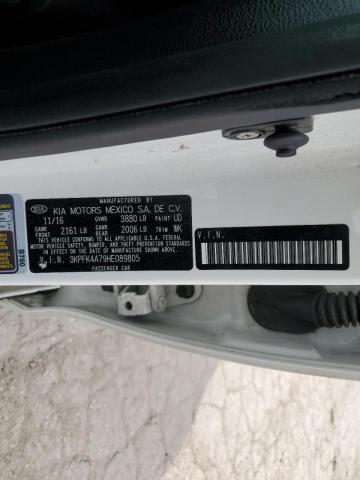 MANUFACTURED BY
KIA KIA MOTORS MEXICO S.A. DE C.V.
11/16 GVWR 3880 LB PAINT UD
GAWR 2161 LB GAWR 2006 LB TRIM WK
THIS VEHICLE CONFORMS TO ALL APPLICABLE U.S. FEDERAL
MOTOR VEHICLE SAFETY, BUMPER, AND THEFT PREVENTION
STANDARDS IN EFFECT ON THE DATE OF MANUFACTURE SHOWN ABOVE.
V.I.N. 3KPFK4A79HE089805
PASSENGER CAR
V.I.N.
B760